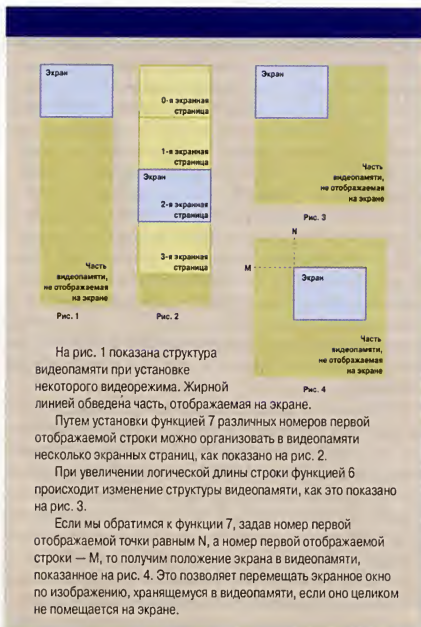 Экран
Часть
видеопамяти,
не отображаемая
на экране
Рис. 1
0-я экранная
страница
1-я экранная
страница
Экран
2-я экранная
страница
3-я экранная
страница
Рис. 2
Экран
Часть
видеопамяти,
не отображаемая
на экране
Рис. 3
N
M
Экран
Часть
видеопамяти,
не отображаемая
на экране
Рис. 4
На рис. 1 показана структура
видеопамяти при установке
некоторого видеорежима. Жирной
линией обведена часть, отображаемая на экране.
Путем установки функцией 7 различных номеров первой
отображаемой строки можно организовать в видеопамяти
несколько экранных страниц, как показано на рис. 2.
При увеличении логической длины строки функцией 6
происходит изменение структуры видеопамяти, как это показано
на рис. 3.
Если мы обратимся к функции 7, задав номер первой
отображаемой точки равным N, а номер первой отображаемой
строки — M, то получим положение экрана в видеопамяти,
показанное на рис. 4. Это позволяет перемещать экранное окно
по изображению, хранящемуся в видеопамяти, если оно целиком
не помещается на экране.